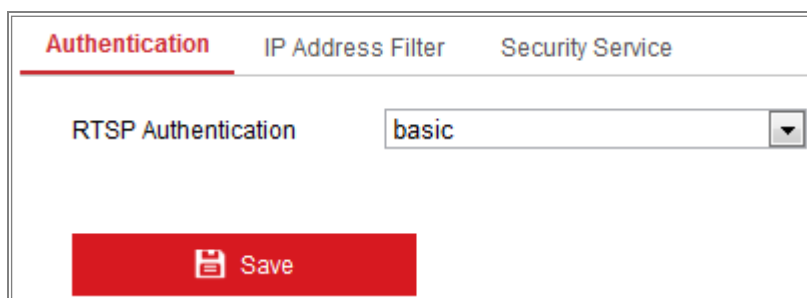 Authentication IP Address Filter Security Service
RTSP Authentication basic
Save